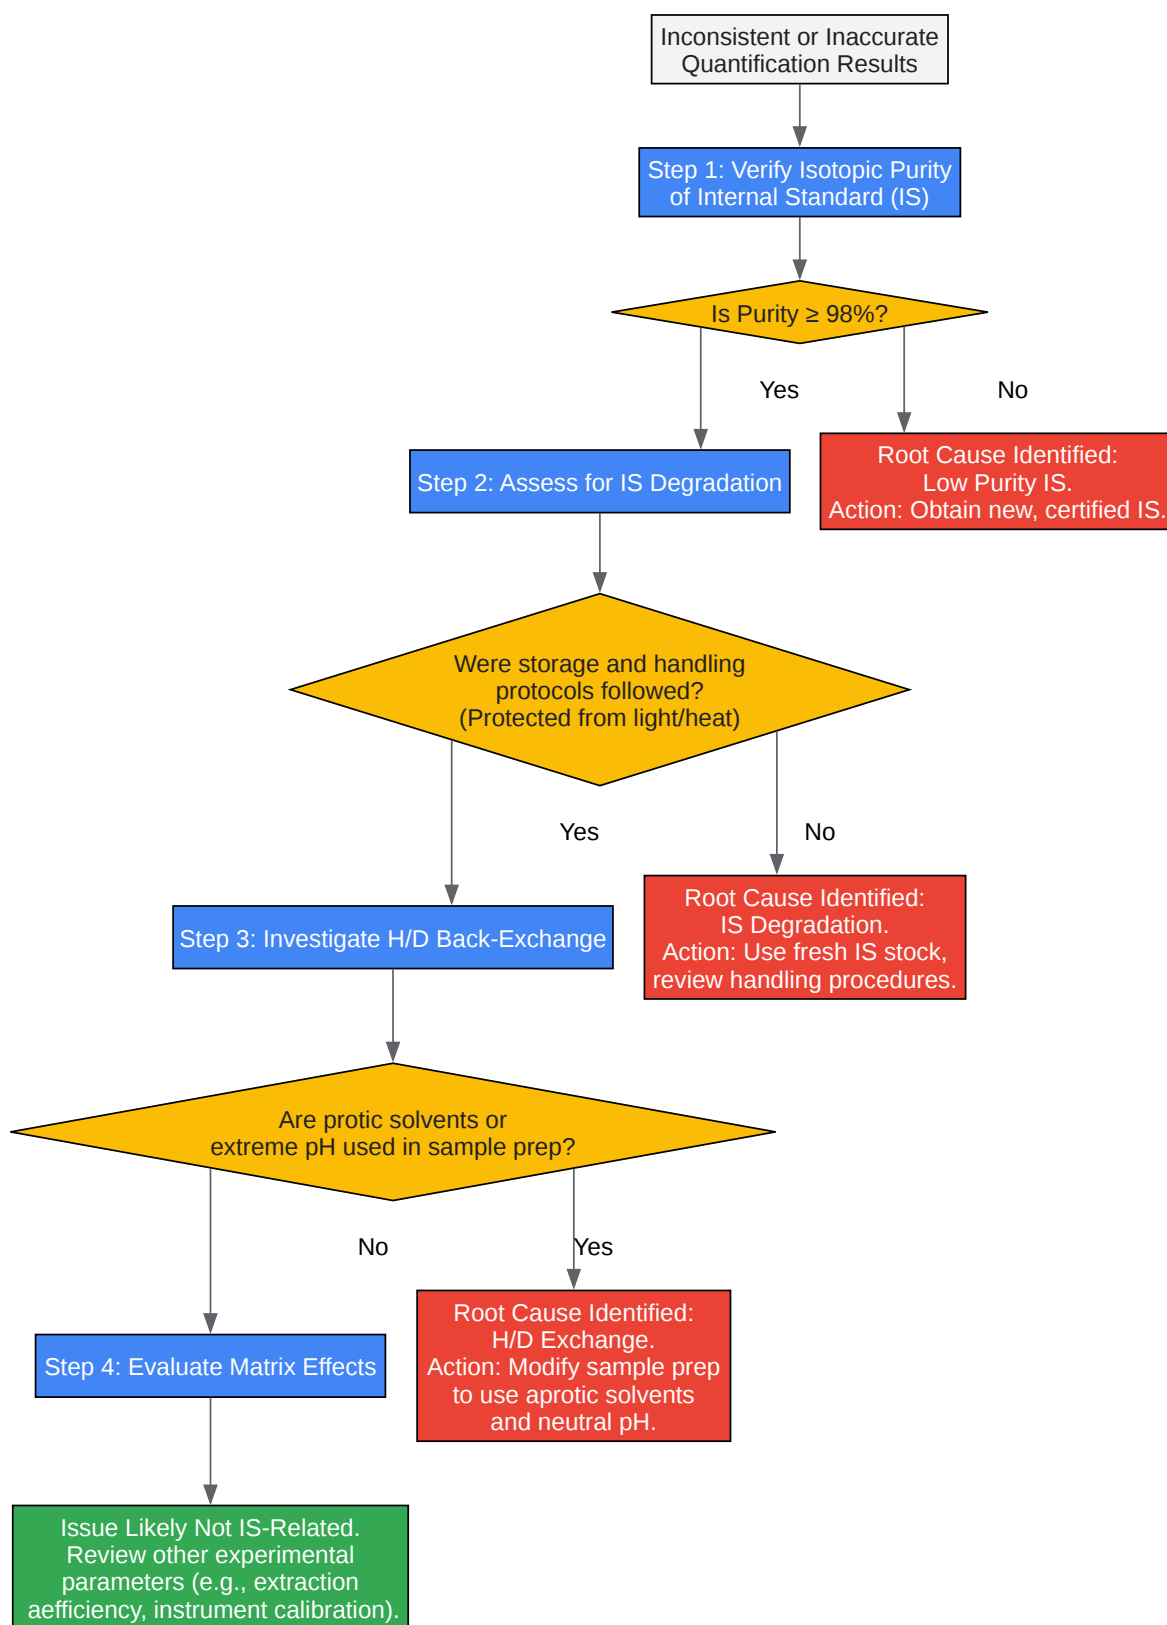 Inconsistent or Inaccurate
Quantification Results
Step 1: Verify Isotopic Purity
of Internal Standard (IS)
Is Purity ≥ 98%?
Yes
No
Root Cause Identified:
Low Purity IS.
Action: Obtain new, certified IS.
Step 2: Assess for IS Degradation
Were storage and handling
protocols followed?
(Protected from light/heat)
Yes
No
Root Cause Identified:
IS Degradation.
Action: Use fresh IS stock,
review handling procedures.
Step 3: Investigate H/D Back-Exchange
Are protic solvents or
extreme pH used in sample prep?
No
Yes
Root Cause Identified:
H/D Exchange.
Action: Modify sample prep
to use aprotic solvents
and neutral pH.
Step 4: Evaluate Matrix Effects
Issue Likely Not IS-Related.
Review other experimental
parameters (e.g., extraction
aefficiency, instrument calibration).